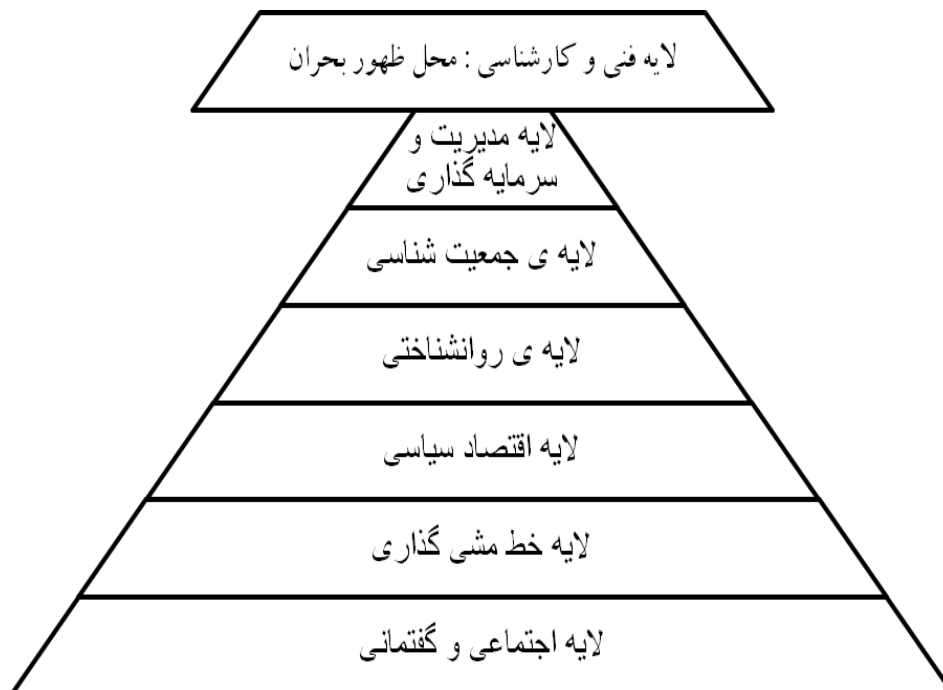 لایه فنی و کارشناسی : محل ظهور بحران
لایه مدیریت و
سرمایه گذاری
لایه ی جمعیت شناسی
لایه ی روانشناختی
لایه اقتصاد سیاسی
لایه خط مشی گذاری
لایه اجتماعی و گفتمانی